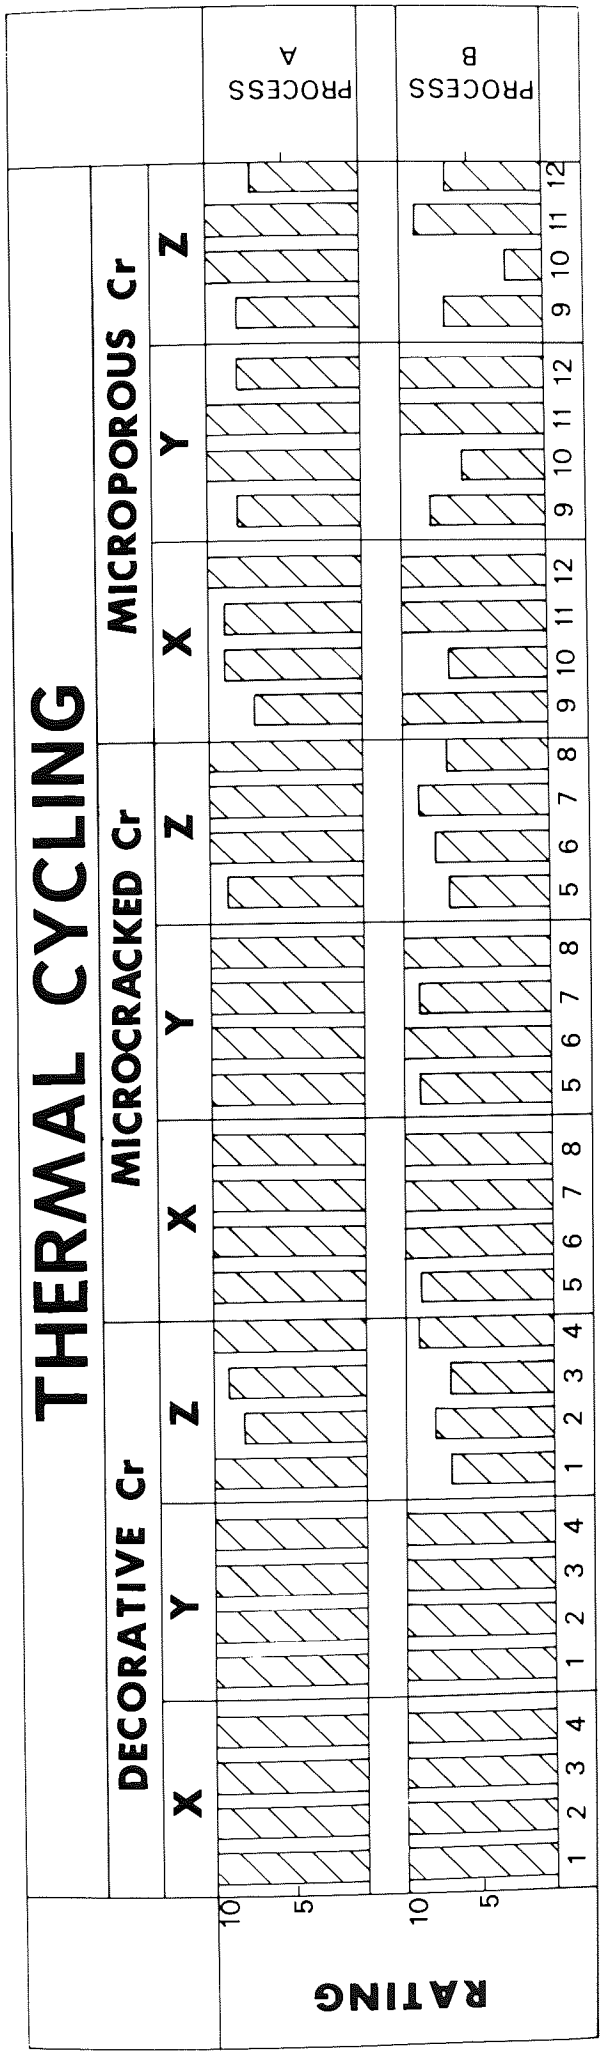 THERMAL CYCLING
DECORATIVE Cr MICROCRACKED Cr MICROPOROUS Cr
X Y Z X Y Z X Y Z
RATING
10
5
PROCESS
A
10
5
PROCESS
B
1 2 3 4 1 2 3 4 1 2 3 4 5 6 7 8 5 6 7 8 5 6 7 8 9 10 11 12 9 10 11 12 9 10 11 12